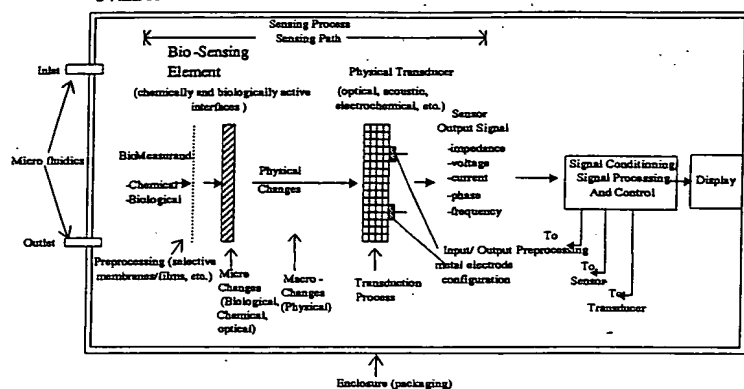 Sensing Process
Sensing Path
Bio-Sensing
Element
(chemically and biologically active
interfaces )
Physical Transducer
(optical, acoustic,
electrochemical, etc.)
Inlet
Micro fluidics
Outlet
BioMeasurand
-Chemical
-Biological
Physical
Changes
Sensor
Output Signal
-impedance
-voltage
-current
-phase
-frequency
Signal Conditioning,
Signal Processing
And Control
Display
Preprocessing (selective
membranes/films, etc.)
Micro
Changes
(Biological,
Chemical,
optical)
Macro-
Changes
(Physical)
Transduction
Process
Input/ Output Preprocessing
metal electrode
configuration
To
To
Sensor
To
Transducer
Enclosure (packaging)